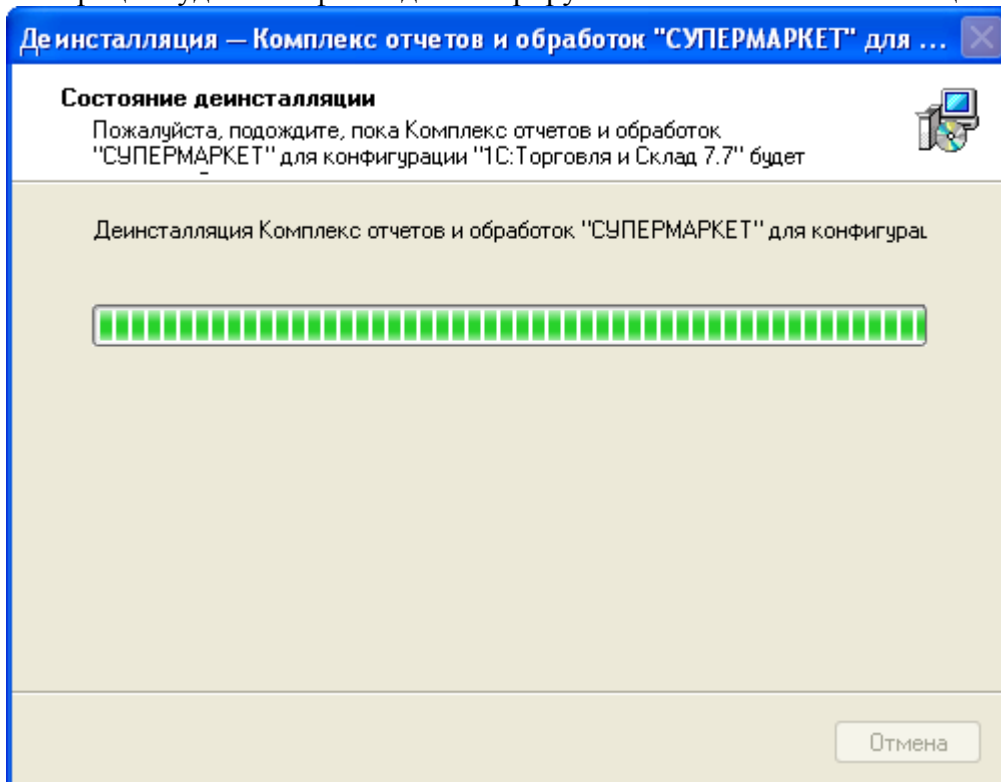 Деинсталляция — Комплекс отчетов и обработок "СУПЕРМАРКЕТ" для ...
Состояние деинсталляции
Пожалуйста, подождите, пока Комплекс отчетов и обработок
"СУПЕРМАРКЕТ" для конфигурации "1С:Торговля и Склад 7.7" будет
Деинсталляция Комплекс отчетов и обработок "СУПЕРМАРКЕТ" для конфигурац
Отмена